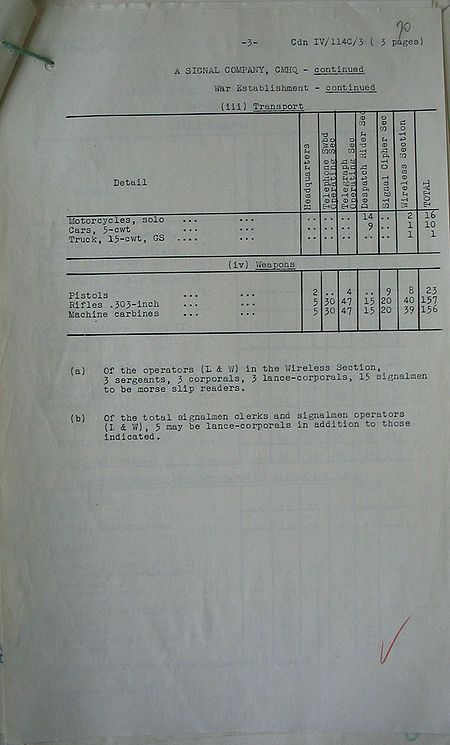 70
-3- Cdn IV/114C/3 ( 3 pages)
A SIGNAL COMPANY, CMHQ - continued
War Establishment - continued
(iii) Transport
Detail Headquarters Telephone Swbd Operating Sec Telegraph Operating Sec Despatch Rider Sec Signal Cipher Sec Wireless Section TOTAL
Motorcycles, solo ... ... .. .. .. 14 .. 2 16
Cars, 5-cwt ... ... .. .. .. 9 .. 1 10
Truck, 15-cwt, GS .... ... .. .. .. .. .. 1 1
(iv) Weapons
Pistols ... ... 2 .. 4 .. 9 8 23
Rifles .303-inch ... ... 5 30 47 15 20 40 157
Machine carbines ... ... 5 30 47 15 20 39 156
(a) Of the operators (L & W) in the Wireless Section,
3 sergeants, 3 corporals, 3 lance-corporals, 15 signalmen
to be morse slip readers.
(b) Of the total signalmen clerks and signalmen operators
(L & W), 5 may be lance-corporals in addition to those
indicated.